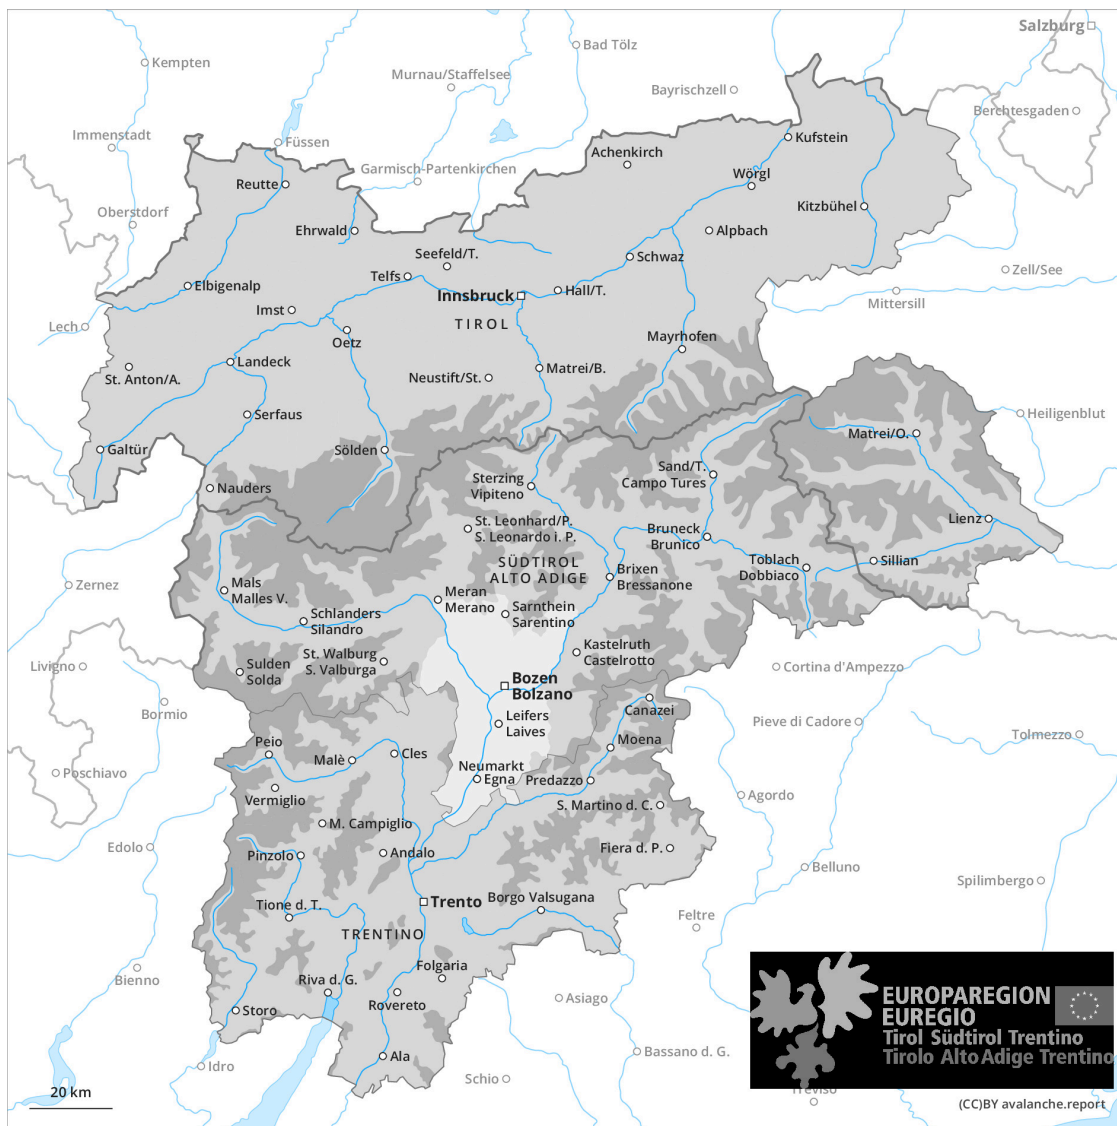 Salzburg
Bad Tölz
Kempten
Murnau/Staffelsee
Bayrischzell
Berchtesgaden
Immenstadt
Füssen
Kufstein
Achenkirch
Garmisch-Partenkirchen
Wörgl
Reutte
Kitzbühel
Oberstdorf
Ehrwald
Alpbach
Seefeld/T.
Schwaz
Zell/See
Telfs
Elbigenalp
Hall/T.
Innsbruck
Mittersill
Imst
TIROL
Lech
Oetz
Mayrhofen
Landeck
Matrei/B.
St. Anton/A.
Neustift/St.
Serfaus
Heiligenblut
Matrei/O.
Galtür
Sölden
Sand/T.
Campo Tures
Sterzing
Vipiteno
Nauders
Lienz
St. Leonhard/P.
S. Leonardo i. P.
Bruneck
Brunico
SÜDTIROL
ALTO ADIGE
Toblach
Dobbiaco
Sillian
Brixen
Bressanone
Zernez
Mals
Malles V.
Meran
Merano
Schlanders
Silandro
Sarnthein
Sarentino
Kastelruth
Castelrotto
St. Walburg
S. Valburga
Livigno
Sulden
Solda
Cortina d'Ampezzo
Bozen
Bolzano
Bormio
Canazei
Leifers
Laives
Pieve di Cadore
Tolmezzo
Peio
Cles
Moena
Malè
Neumarkt
Egna
Predazzo
Poschiavo
Vermiglio
Agordo
S. Martino d. C.
M. Campiglio
Edolo
Pinzolo
Andalo
Fiera d. P.
Belluno
Spilimbergo
Trento
Borgo Valsugana
Tione d. T.
Feltre
TRENTINO
Folgaria
Bienno
Riva d. G.
Rovereto
Asiago
Storo
EUROPAREGION
EUREGIO
Tirol Südtirol Trentino
Tirolo Alto Adige Trentino
Ala
Bassano d. G.
Idro
Schio
20 km
Treviso
(CC)BY avalanche.report